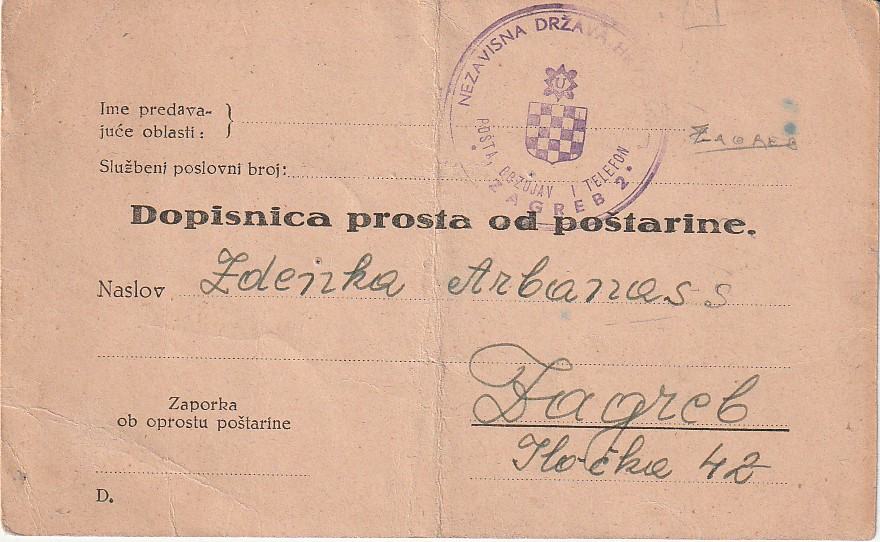 NEZAVISNA DRŽAVA
U
POŠTA, BRZOJAV I TELEFON
ZAGREB 2.
Ime predava-
juće oblasti :
ZAGREB
Službeni poslovni broj:
Dopisnica prosta od poštarine.
Naslov Zdenka Arbanass
Zagreb
Iločka 42
Zaporka
ob oprostu poštarine
D.